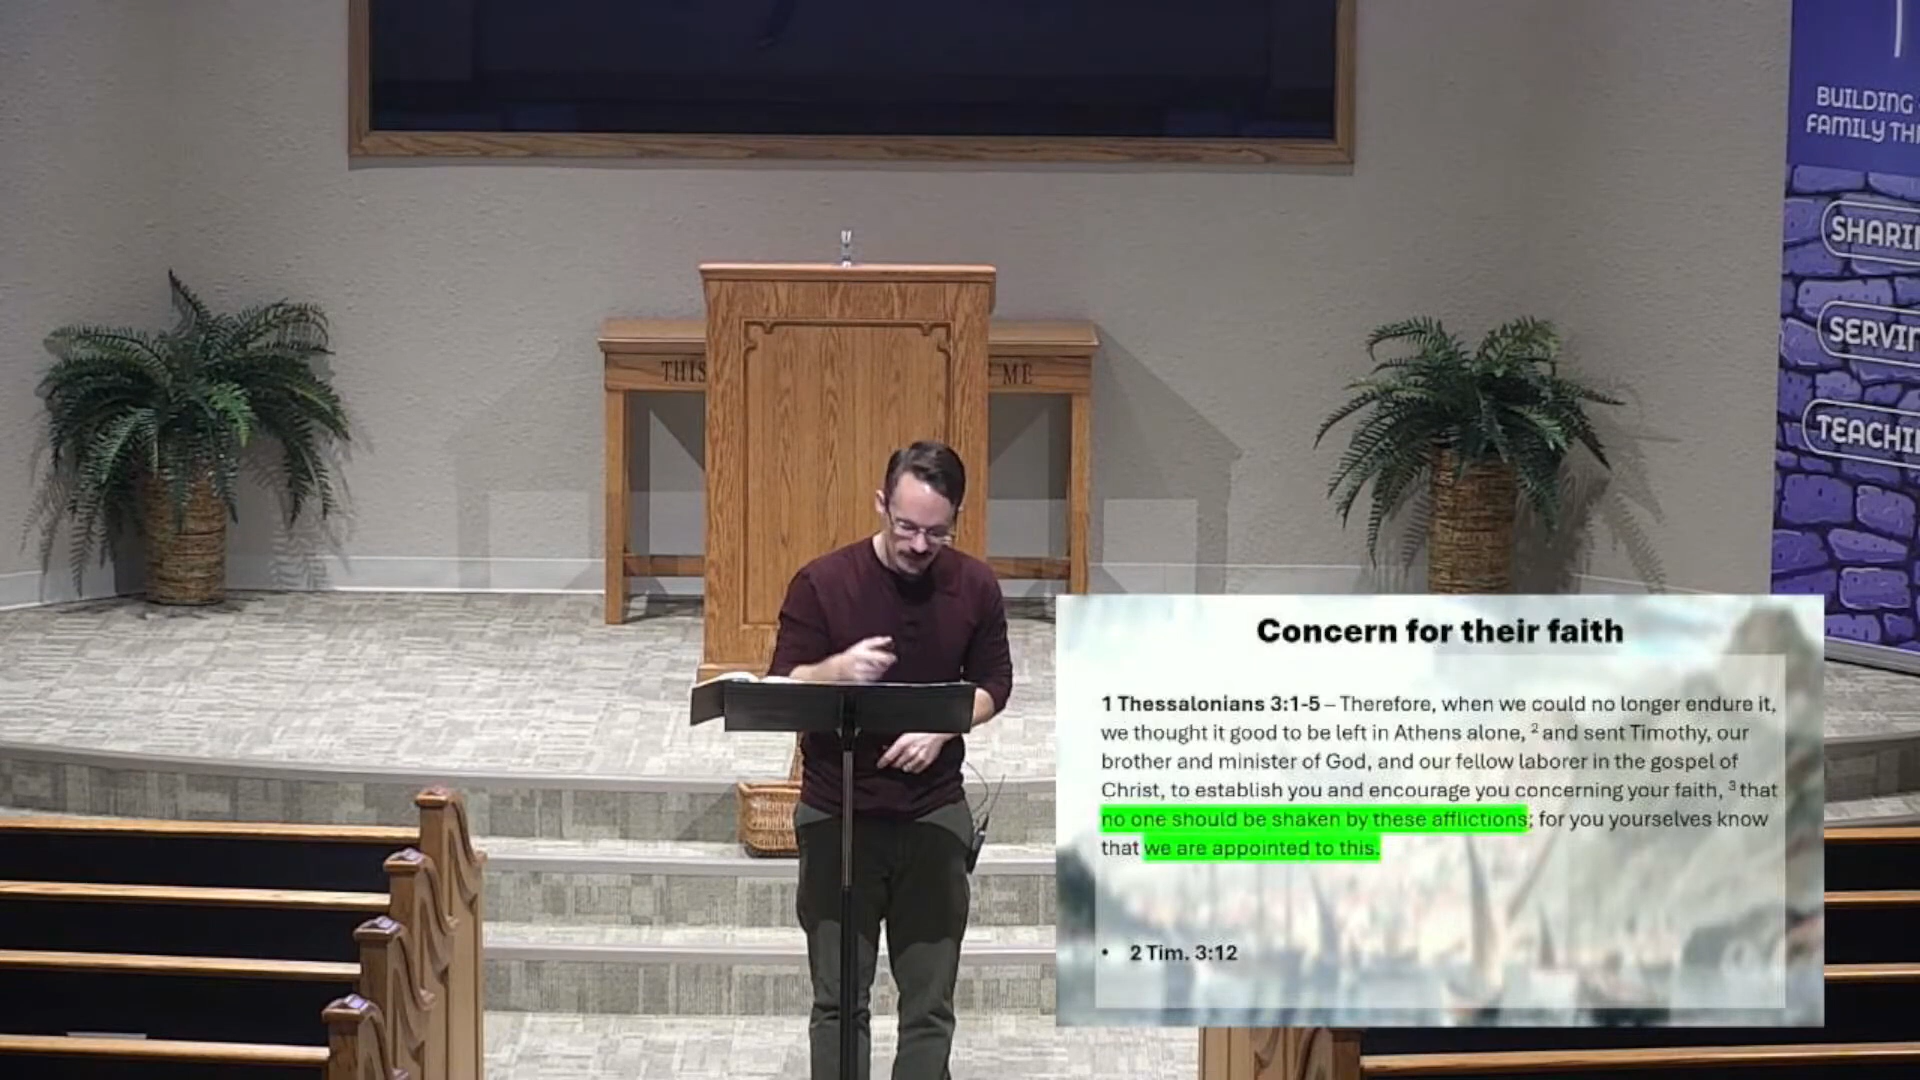 BUILDING
FAMILY
SHARI
SERVI
TEACHI
THIS
ME
Concern for their faith
1 Thessalonians 3:1-5 – Therefore, when we could no longer endure it,
we thought it good to be left in Athens alone, ² and sent Timothy, our
brother and minister of God, and our fellow laborer in the gospel of
Christ, to establish you and encourage you concerning your faith, ³ that
no one should be shaken by these afflictions; for you yourselves know
that we are appointed to this.
• 2 Tim. 3:12